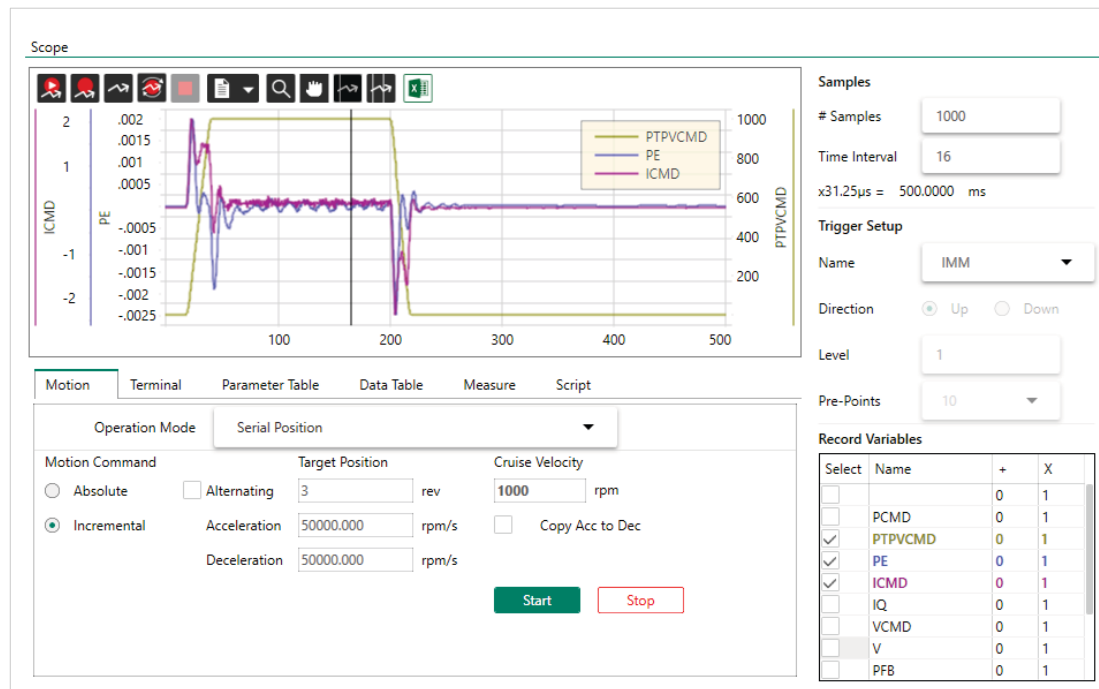 Scope
2
1
-1
-2
ICMD
.002
.0015
.001
.0005
-.0005
-.001
-.0015
-.002
-.0025
PE
PTPVCMD
PE
ICMD
1000
800
600
400
200
PTPVCMD
100 200 300 400 500
Samples
# Samples 1000
Time Interval 16
x31.25µs = 500.0000 ms
Trigger Setup
Name IMM
Direction Up Down
Level 1
Pre-Points 10
Motion Terminal Parameter Table Data Table Measure Script
Operation Mode Serial Position
Motion Command Target Position Cruise Velocity
Absolute Alternating 3 rev 1000 rpm
Incremental Acceleration 50000.000 rpm/s Copy Acc to Dec
Deceleration 50000.000 rpm/s
Start Stop
Record Variables
Select Name + X
0 1
PCMD 0 1
PTPVCMD 0 1
PE 0 1
ICMD 0 1
IQ 0 1
VCMD 0 1
V 0 1
PFB 0 1